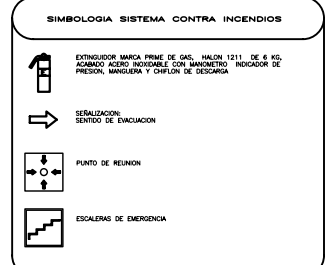 SIMBOLOGIA SISTEMA CONTRA INCENDIOS
EXTINGUIDOR MARCA PRIME DE GAS, HALON 1211 DE 6 KG,
ACABADO ACERO INOXIDABLE CON MANOMETRO INDICADOR DE
PRESION, MANGUERA Y CHIFLON DE DESCARGA
SEÑALIZACION:
SENTIDO DE EVACUACION
PUNTO DE REUNION
ESCALERAS DE EMERGENCIA